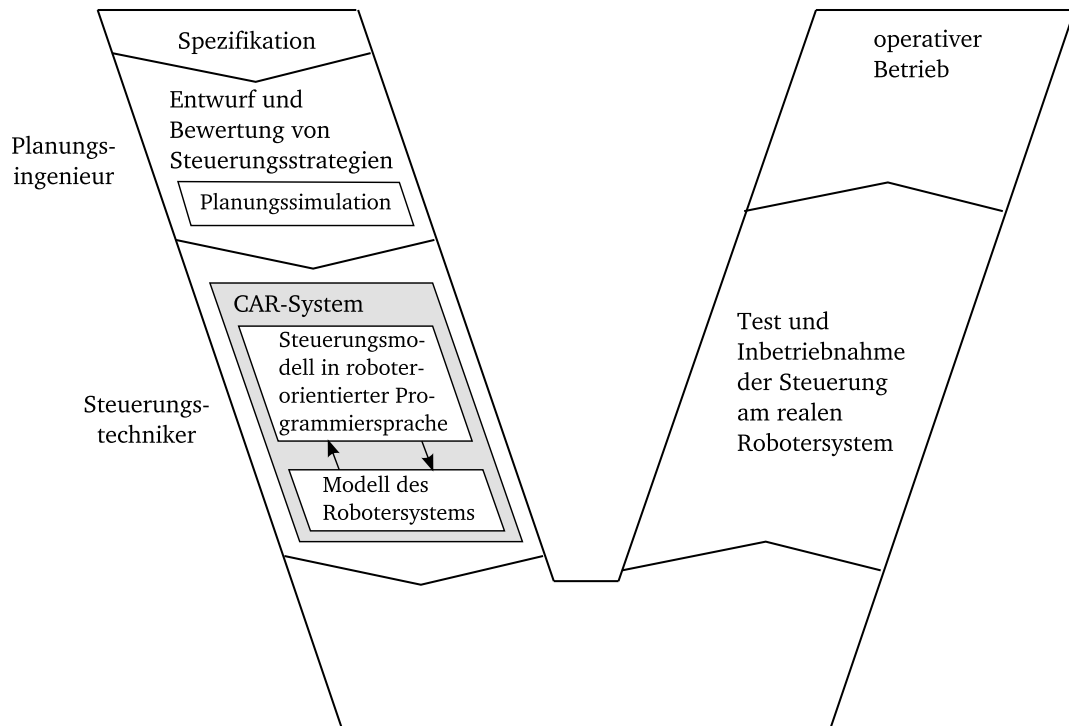 Spezifikation
Entwurf und
Bewertung von
Steuerungsstrategien
Planungssimulation
Planungs-
ingenieur
CAR-System
Steuerungsmo-
dell in roboter-
orientierter Pro-
grammiersprache
Modell des
Robotersystems
Steuerungs-
techniker
Test und
Inbetriebnahme
der Steuerung
am realen
Robotersystem
operativer
Betrieb